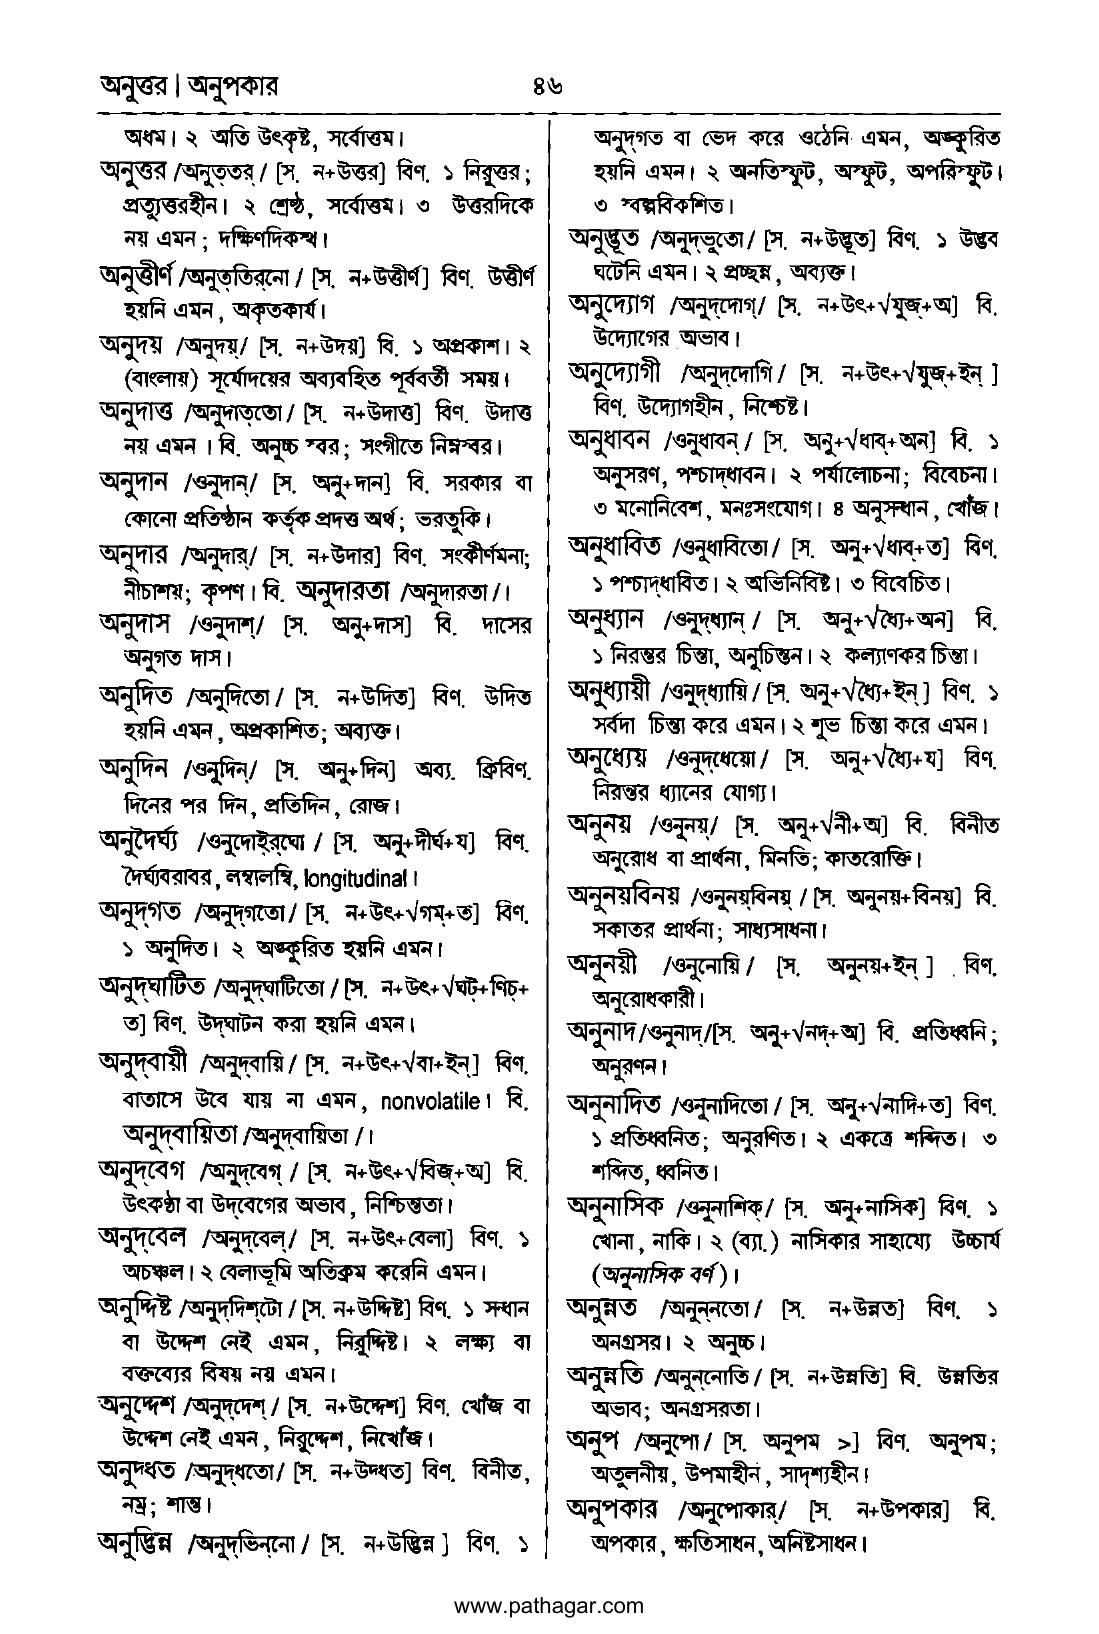 অনুত্তর | অনুপকার
৪৬
অধম। ২ অতি উৎকৃষ্ট, সর্বোত্তম।
অনুত্তর /অনুত্‌তর্‌/ [স. ন+উত্তর] বিণ. ১ নিরুত্তর;
প্রত্যুত্তরহীন। ২ শ্রেষ্ঠ, সর্বোত্তম। ৩ উত্তরদিকে
নয় এমন; দক্ষিণদিকস্থ।
অনুত্তীর্ণ /অনুত্‌তির্‌নো/ [স. ন+উত্তীর্ণ] বিণ. উত্তীর্ণ
হয়নি এমন, অকৃতকার্য।
অনুদয় /অনুদয়্‌/ [স. ন+উদয়] বি. ১ অপ্রকাশ। ২
(বাংলায়) সূর্যোদয়ের অব্যবহিত পূর্ববর্তী সময়।
অনুদাত্ত /অনুদাত্‌তো/ [স. ন+উদাত্ত] বিণ. উদাত্ত
নয় এমন। বি. অনুচ্চ স্বর; সংগীতে নিম্নস্বর।
অনুদান /ওনুদান্‌/ [স. অনু+দান] বি. সরকার বা
কোনো প্রতিষ্ঠান কর্তৃক প্রদত্ত অর্থ; ভরতুকি।
অনুদার /অনুদার্‌/ [স. ন+উদার] বিণ. সংকীর্ণমনা;
নীচাশয়; কৃপণ। বি. অনুদারতা /অনুদারতা/।
অনুদাস /ওনুদাশ্‌/ [স. অনু+দাস] বি. দাসের
অনুগত দাস।
অনুদিত /অনুদিতো/ [স. ন+উদিত] বিণ. উদিত
হয়নি এমন, অপ্রকাশিত; অব্যক্ত।
অনুদিন /ওনুদিন্‌/ [স. অনু+দিন] অব্য. ক্রিবিণ.
দিনের পর দিন, প্রতিদিন, রোজ।
অনুদৈর্ঘ্য /ওনুদোই্‌র্‌ঘো/ [স. অনু+দীর্ঘ+য] বিণ.
দৈর্ঘ্যবরাবর, লম্বালম্বি, longitudinal।
অনুদ্‌গত /অনুদ্‌গতো/ [স. ন+উৎ+√গম্‌+ত] বিণ.
১ অনুদিত। ২ অঙ্কুরিত হয়নি এমন।
অনুদ্‌ঘাটিত /অনুদ্‌ঘাটিতো/ [স. ন+উৎ+√ঘট্‌+ণিচ্‌+
ত] বিণ. উদ্‌ঘাটন করা হয়নি এমন।
অনুদ্‌বায়ী /অনুদ্‌বায়ি/ [স. ন+উৎ+√বা+ইন্‌] বিণ.
বাতাসে উবে যায় না এমন, nonvolatile। বি.
অনুদ্‌বায়িতা /অনুদ্‌বায়িতা/।
অনুদ্‌বেগ /অনুদ্‌বেগ্‌/ [স. ন+উৎ+√বিজ্‌+অ] বি.
উৎকণ্ঠা বা উদ্‌বেগের অভাব, নিশ্চিন্ততা।
অনুদ্‌বেল /অনুদ্‌বেল্‌/ [স. ন+উৎ+বেলা] বিণ. ১
অচঞ্চল। ২ বেলাভূমি অতিক্রম করেনি এমন।
অনুদ্দিষ্ট /অনুদ্‌দিশ্‌টো/ [স. ন+উদ্দিষ্ট] বিণ. ১ সন্ধান
বা উদ্দেশ নেই এমন, নিরুদ্দিষ্ট। ২ লক্ষ্য বা
বক্তব্যের বিষয় নয় এমন।
অনুদ্দেশ /অনুদ্‌দেশ্‌/ [স. ন+উদ্দেশ] বিণ. খোঁজ বা
উদ্দেশ নেই এমন, নিরুদ্দেশ, নিখোঁজ।
অনুদ্ধত /অনুদ্‌ধতো/ [স. ন+উদ্ধত] বিণ. বিনীত,
নম্র; শান্ত।
অনুদ্ভিন্ন /অনুদ্‌ভিন্‌নো/ [স. ন+উদ্ভিন্ন] বিণ. ১
অনুদ্‌গত বা ভেদ করে ওঠেনি এমন, অঙ্কুরিত
হয়নি এমন। ২ অনতিস্ফুট, অস্ফুট, অপরিস্ফুট।
৩ স্বল্পবিকশিত।
অনুদ্ভূত /অনুদ্‌ভুতো/ [স. ন+উদ্ভূত] বিণ. ১ উদ্ভব
ঘটেনি এমন। ২ প্রচ্ছন্ন, অব্যক্ত।
অনুদ্যোগ /অনুদ্‌দোগ্‌/ [স. ন+উৎ+√যুজ্‌+অ] বি.
উদ্যোগের অভাব।
অনুদ্যোগী /অনুদ্‌দোগি/ [স. ন+উৎ+√যুজ্‌+ইন্‌]
বিণ. উদ্যোগহীন, নিশ্চেষ্ট।
অনুধাবন /ওনুধাবন্‌/ [স. অনু+√ধাব্‌+অন] বি. ১
অনুসরণ, পশ্চাদ্‌ধাবন। ২ পর্যালোচনা; বিবেচনা।
৩ মনোনিবেশ, মনঃসংযোগ। ৪ অনুসন্ধান, খোঁজ।
অনুধাবিত /ওনুধাবিতো/ [স. অনু+√ধাব্‌+ত] বিণ.
১ পশ্চাদ্‌ধাবিত। ২ অভিনিবিষ্ট। ৩ বিবেচিত।
অনুধ্যান /ওনুদ্‌ধ্যান্‌/ [স. অনু+√ধ্যৈ+অন] বি.
১ নিরন্তর চিন্তা, অনুচিন্তন। ২ কল্যাণকর চিন্তা।
অনুধ্যায়ী /ওনুদ্‌ধ্যায়ি/ [স. অনু+√ধ্যৈ+ইন্‌] বিণ. ১
সর্বদা চিন্তা করে এমন। ২ শুভ চিন্তা করে এমন।
অনুধ্যেয় /ওনুদ্‌ধেয়ো/ [স. অনু+√ধ্যৈ+য] বিণ.
নিরন্তর ধ্যানের যোগ্য।
অনুনয় /ওনুনয়্‌/ [স. অনু+√নী+অ] বি. বিনীত
অনুরোধ বা প্রার্থনা, মিনতি; কাতরোক্তি।
অনুনয়বিনয় /ওনুনয়্‌বিনয়্‌/ [স. অনুনয়+বিনয়] বি.
সকাতর প্রার্থনা; সাধ্যসাধনা।
অনুনয়ী /ওনুনোয়ি/ [স. অনুনয়+ইন্‌] বিণ.
অনুরোধকারী।
অনুনাদ /ওনুনাদ্‌/ [স. অনু+√নদ্‌+অ] বি. প্রতিধ্বনি;
অনুরণন।
অনুনাদিত /ওনুনাদিতো/ [স. অনু+√নাদি+ত] বিণ.
১ প্রতিধ্বনিত; অনুরণিত। ২ একত্রে শব্দিত। ৩
শব্দিত, ধ্বনিত।
অনুনাসিক /ওনুনাশিক্‌/ [স. অনু+নাসিক] বিণ. ১
খোনা, নাকি। ২ (ব্যা.) নাসিকার সাহায্যে উচ্চার্য
(অনুনাসিক বর্ণ)।
অনুন্নত /অনুন্‌নতো/ [স. ন+উন্নত] বিণ. ১
অনগ্রসর। ২ অনুচ্চ।
অনুন্নতি /অনুন্‌নোতি/ [স. ন+উন্নতি] বি. উন্নতির
অভাব; অনগ্রসরতা।
অনুপ /অনুপো/ [স. অনুপম >] বিণ. অনুপম;
অতুলনীয়, উপমাহীন, সাদৃশ্যহীন।
অনুপকার /অনুপোকার্‌/ [স. ন+উপকার] বি.
অপকার, ক্ষতিসাধন, অনিষ্টসাধন।
www.pathagar.com